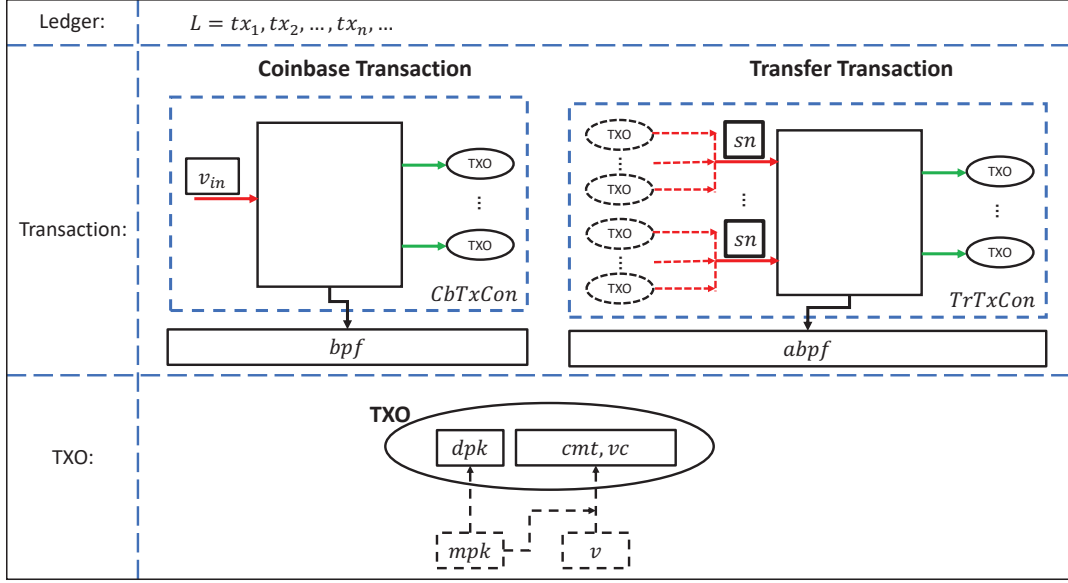 Ledger:
L = tx₁, tx₂, … , txₙ, …
Transaction:
Coinbase Transaction
v_in
TXO
⋮
TXO
CbTxCon
bpf
Transfer Transaction
TXO
⋮
TXO
TXO
⋮
TXO
sn
⋮
sn
TXO
⋮
TXO
TrTxCon
abpf
TXO:
TXO
dpk
cmt, vc
mpk
v